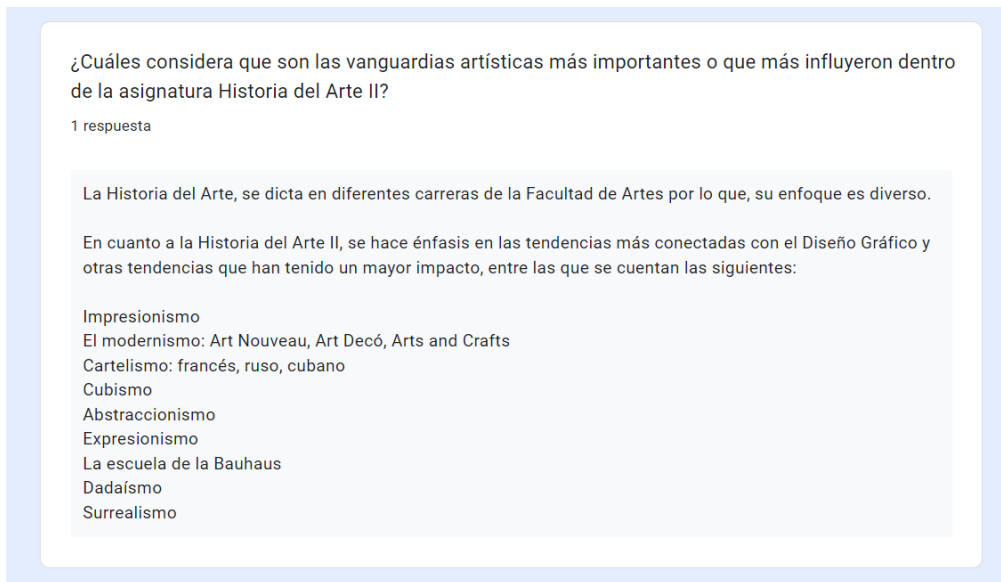 ¿Cuáles considera que son las vanguardias artísticas más importantes o que más influyeron dentro
de la asignatura Historia del Arte II?
1 respuesta
La Historia del Arte, se dicta en diferentes carreras de la Facultad de Artes por lo que, su enfoque es diverso.
En cuanto a la Historia del Arte II, se hace énfasis en las tendencias más conectadas con el Diseño Gráfico y
otras tendencias que han tenido un mayor impacto, entre las que se cuentan las siguientes:
Impresionismo
El modernismo: Art Nouveau, Art Decó, Arts and Crafts
Cartelismo: francés, ruso, cubano
Cubismo
Abstraccionismo
Expresionismo
La escuela de la Bauhaus
Dadaísmo
Surrealismo